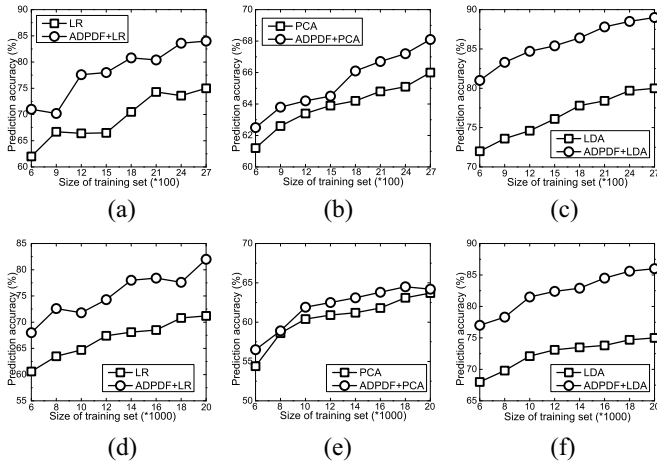 90
85
80
75
70
65
60
Prediction accuracy (%)
LR
ADPDF+LR
6 9 12 15 18 21 24 27
Size of training set (*100)
(a)
70
68
66
64
62
60
Prediction accuracy (%)
PCA
ADPDF+PCA
6 9 12 15 18 21 24 27
Size of training set (*100)
(b)
90
85
80
75
70
Prediction accuracy (%)
LDA
ADPDF+LDA
6 9 12 15 18 21 24 27
Size of training set (*100)
(c)
85
80
75
70
65
60
55
Prediction accuracy (%)
LR
ADPDF+LR
6 8 10 12 14 16 18 20
Size of training set (*1000)
(d)
70
65
60
55
50
Prediction accuracy (%)
PCA
ADPDF+PCA
6 8 10 12 14 16 18 20
Size of training set (*1000)
(e)
90
85
80
75
70
65
Prediction accuracy (%)
LDA
ADPDF+LDA
6 8 10 12 14 16 18 20
Size of training set (*1000)
(f)